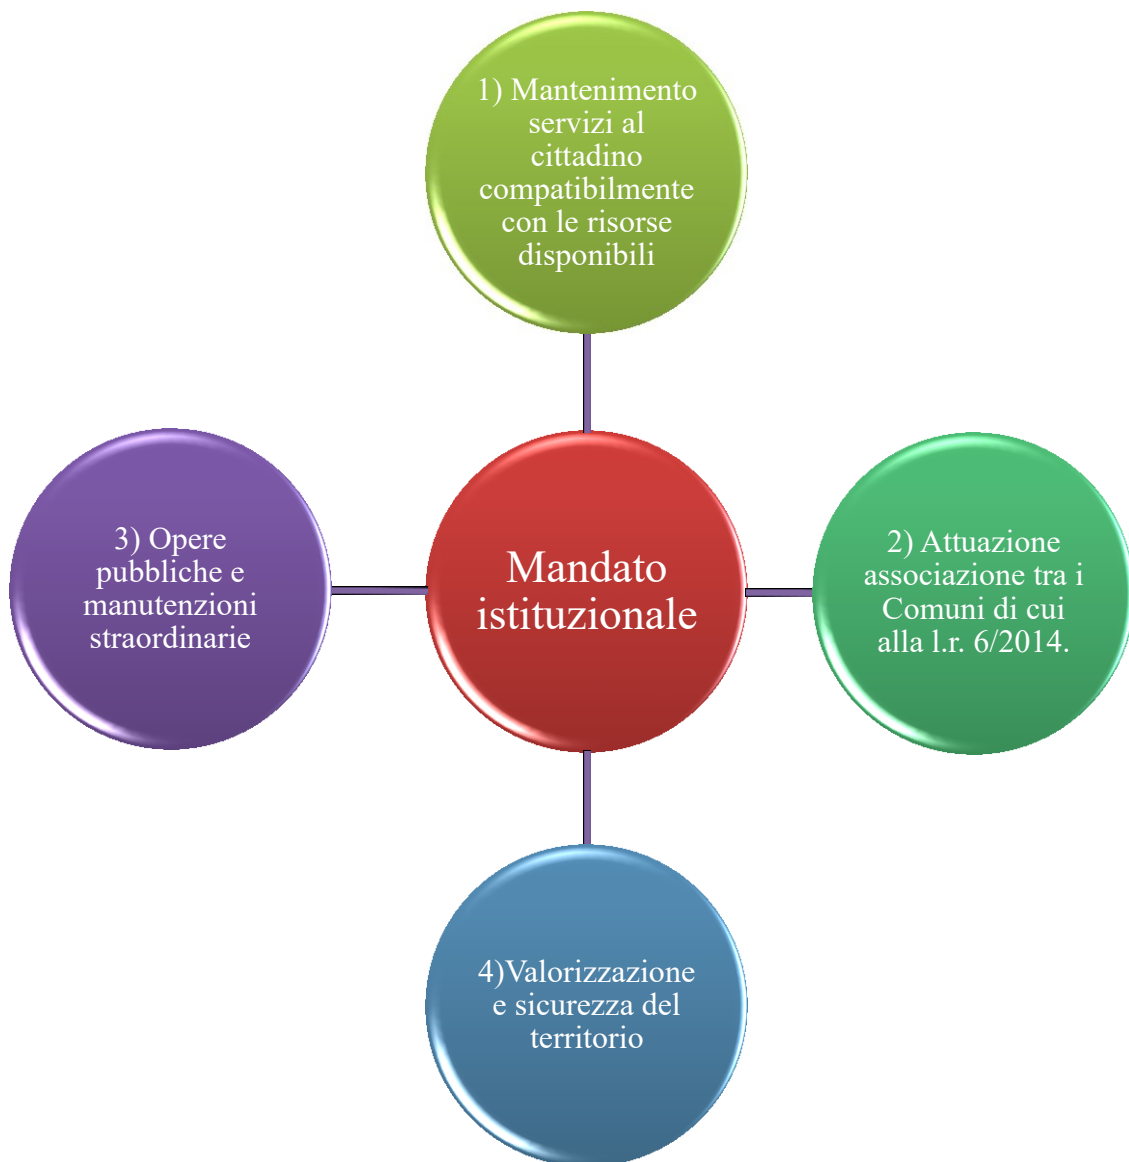 1) Mantenimento
servizi al
cittadino
compatibilmente
con le risorse
disponibili
3) Opere
pubbliche e
manutenzioni
straordinarie
Mandato
istituzionale
2) Attuazione
associazione tra i
Comuni di cui
alla l.r. 6/2014.
4)Valorizzazione
e sicurezza del
territorio